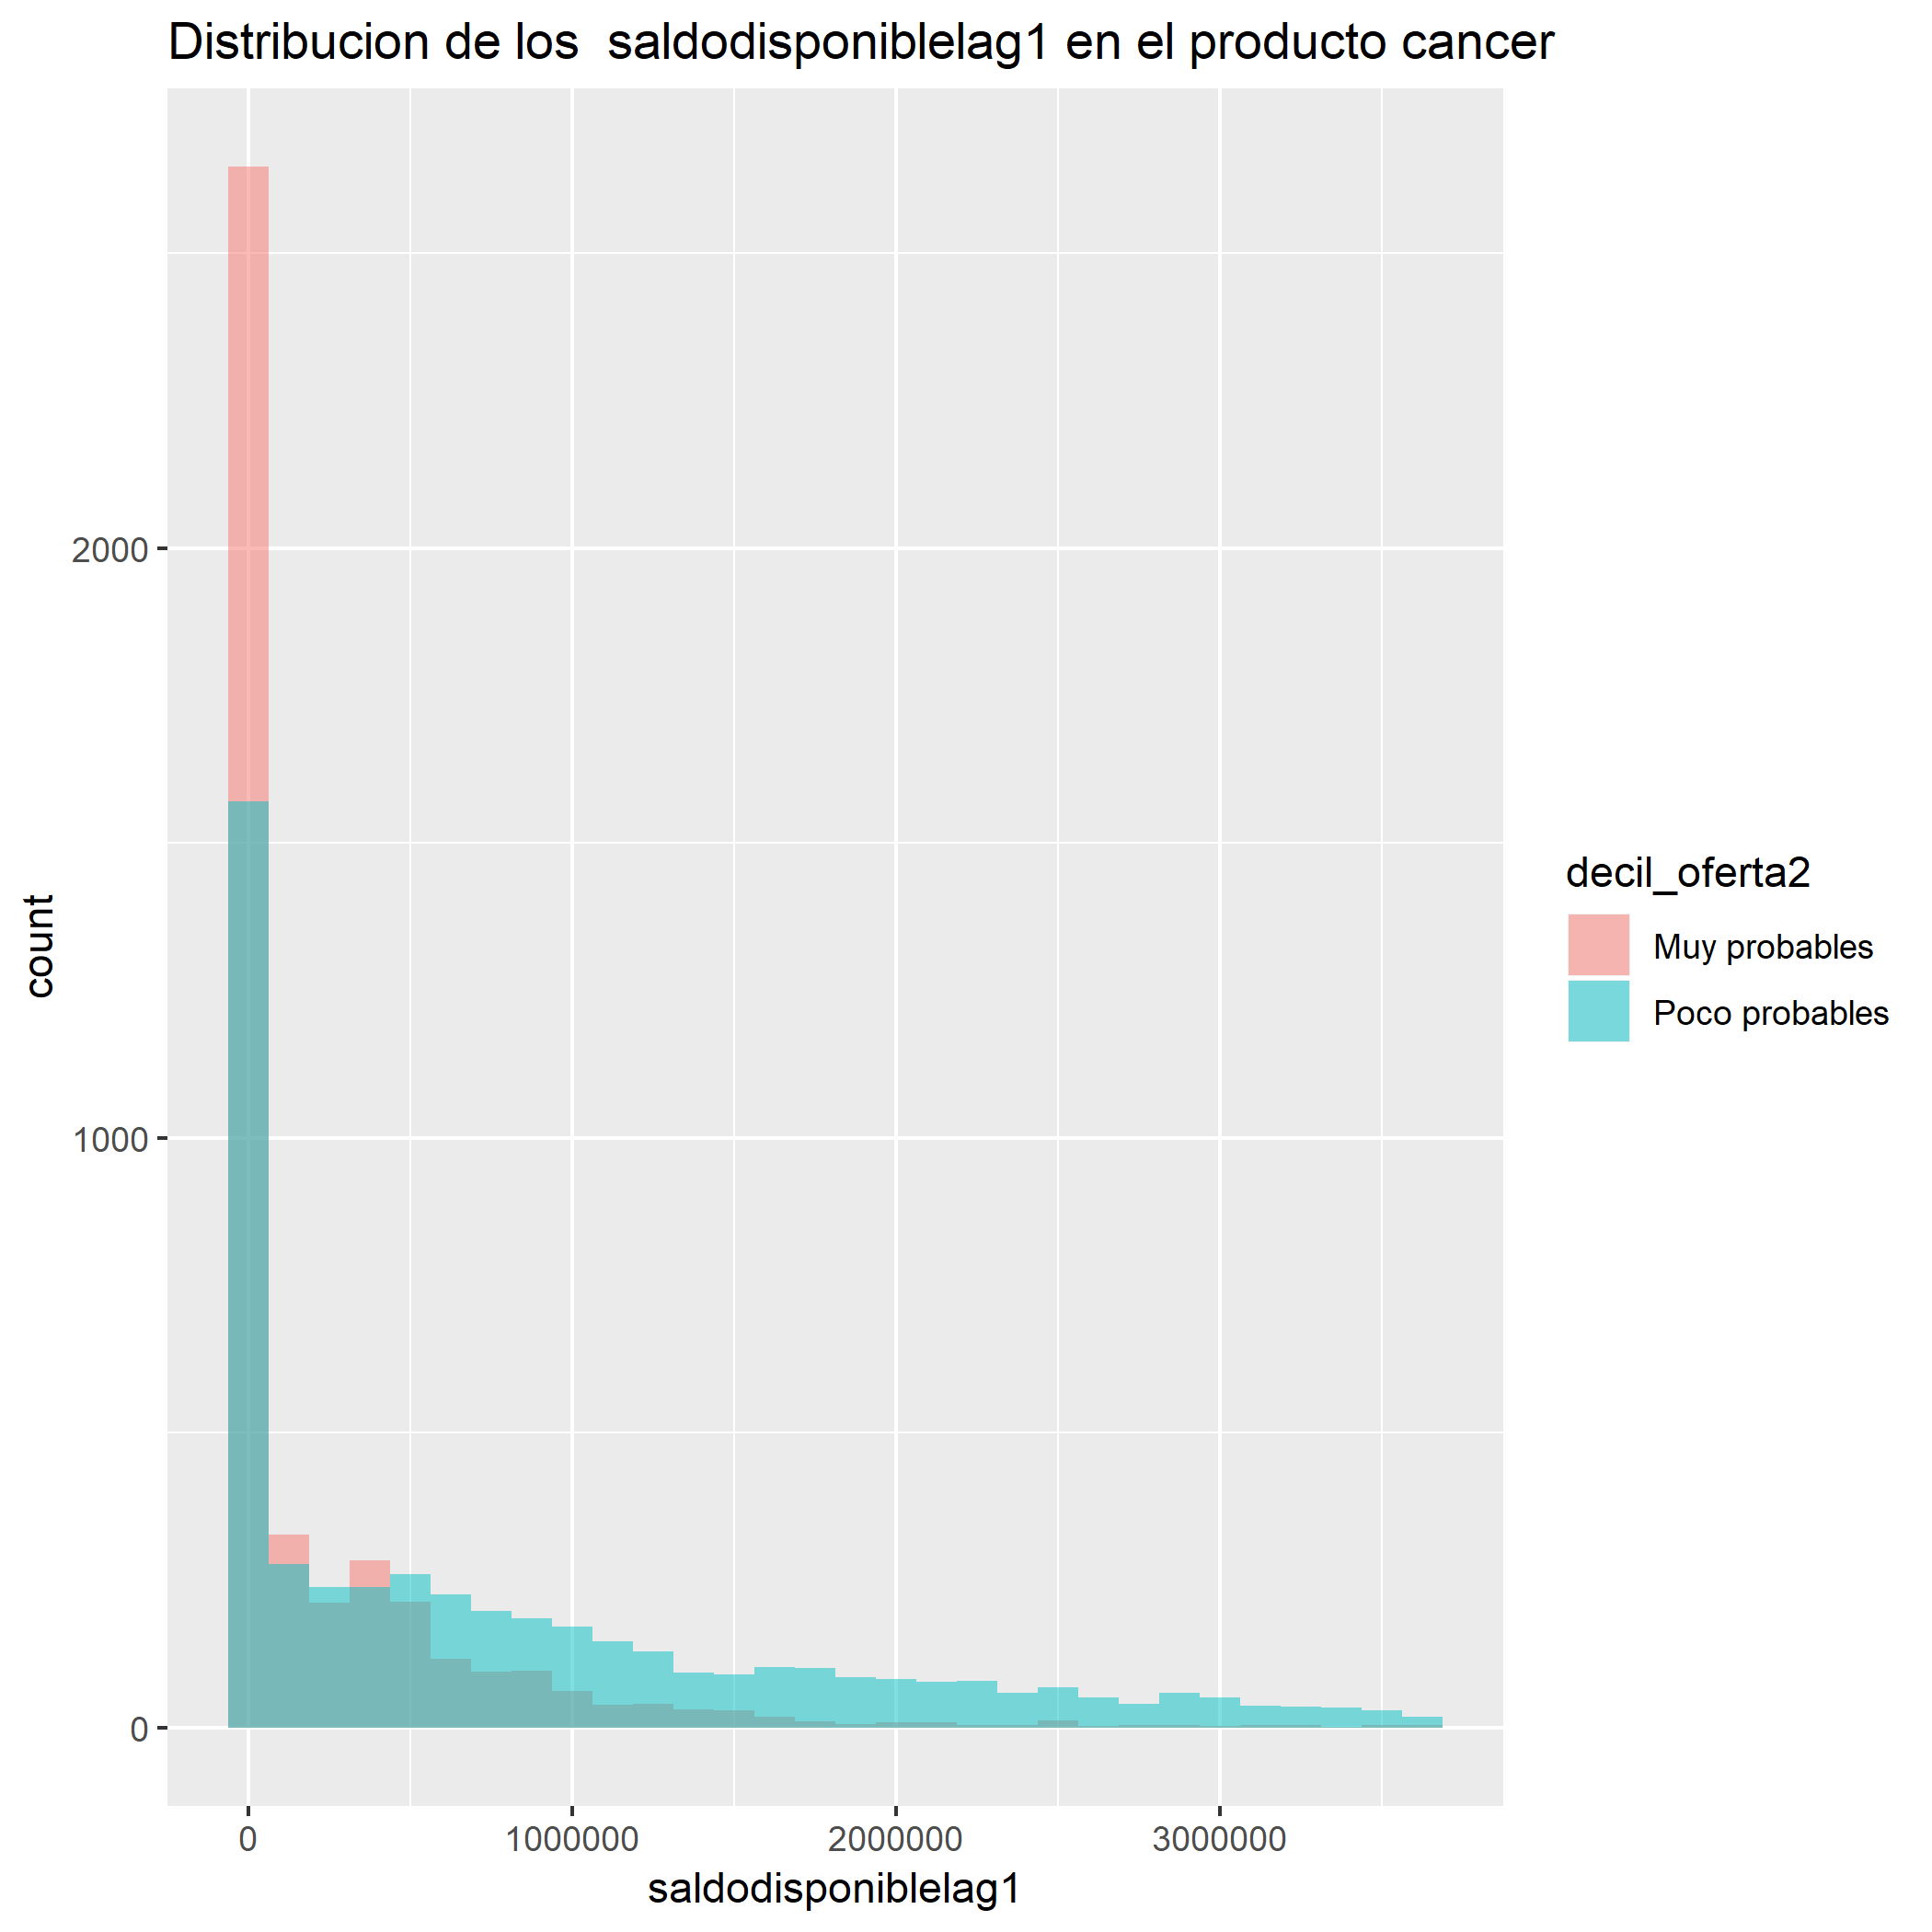 Distribucion de los  saldodisponiblelag1 en el producto cancer
count
2000
1000
0
0 1000000 2000000 3000000
saldodisponiblelag1
decil_oferta2
Muy probables
Poco probables